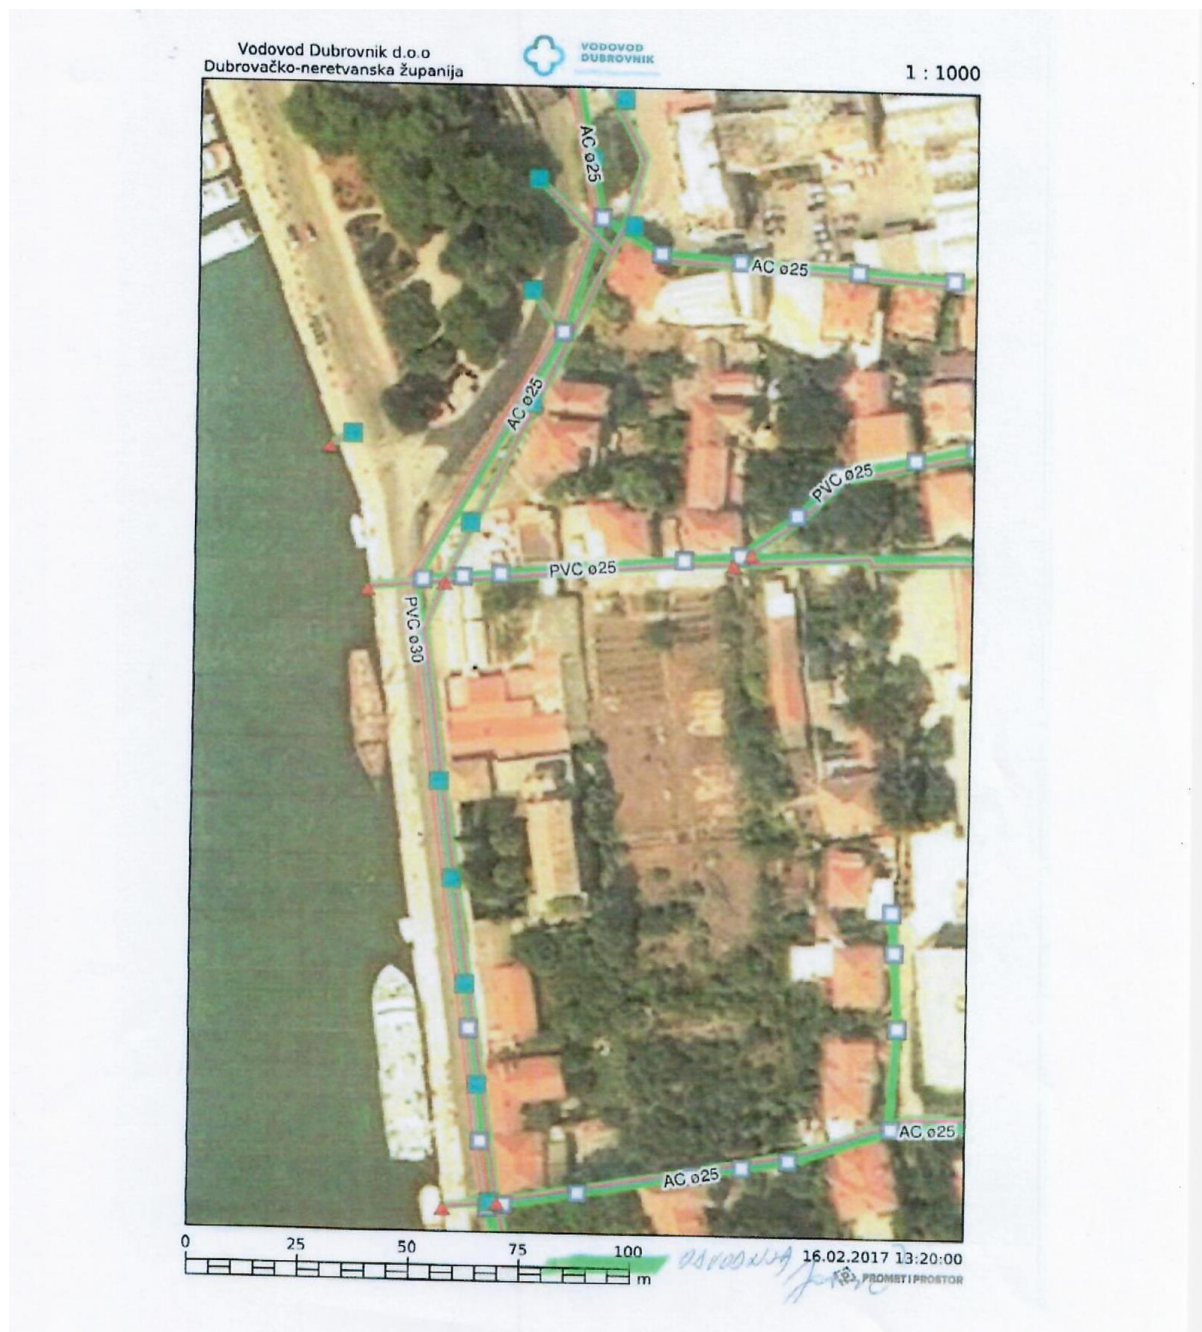 Vodovod Dubrovnik d.o.o
Dubrovačko-neretvanska županija
VODOVOD
DUBROVNIK
1 : 1000
AC ø25
AC ø25
AC ø25
PVC ø25
PVC ø25
PVC ø30
AC ø25
AC ø25
0 25 50 75 100
m
ODVODNJA
16.02.2017 13:20:00
PROMET I PROSTOR